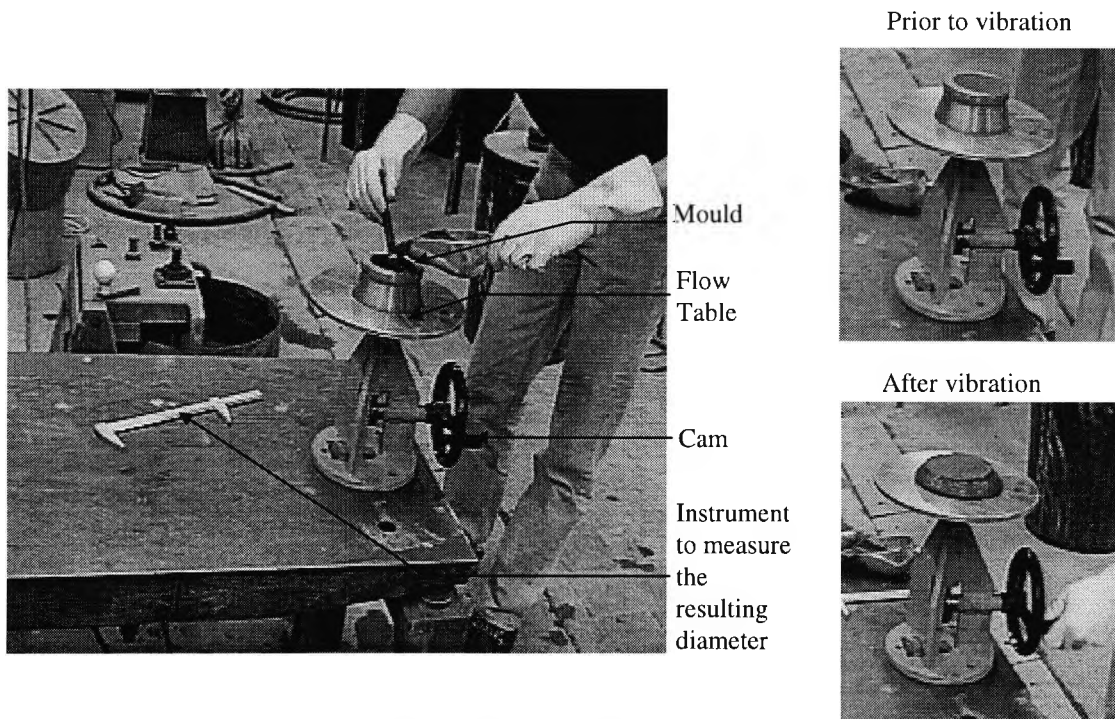 Prior to vibration
Mould
Flow
Table
Cam
Instrument
to measure
the
resulting
diameter
After vibration